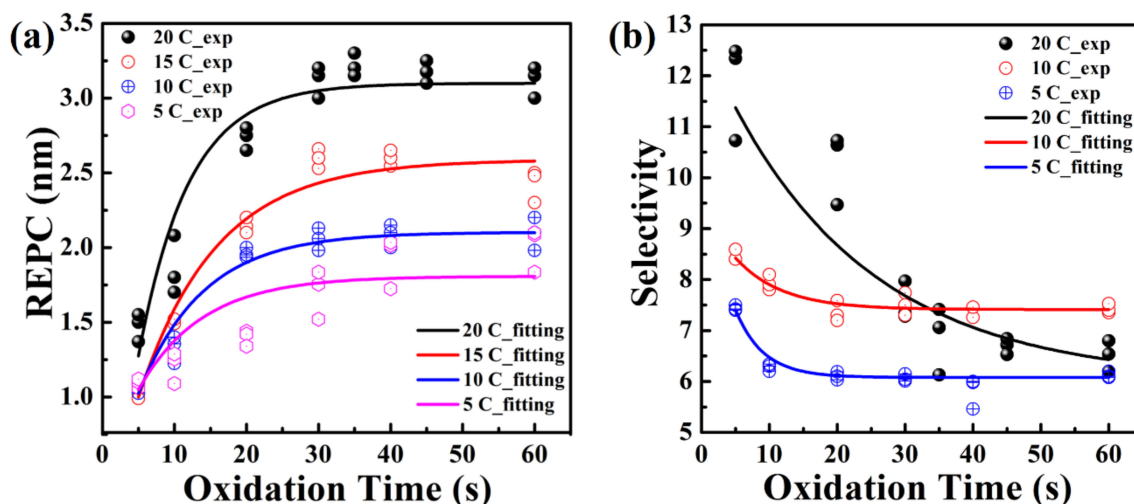 (a)
REPC (nm)
3.5
3.0
2.5
2.0
1.5
1.0
20 C_exp
15 C_exp
10 C_exp
5 C_exp
20 C_fitting
15 C_fitting
10 C_fitting
5 C_fitting
0 10 20 30 40 50 60
Oxidation Time (s)
(b)
Selectivity
13
12
11
10
9
8
7
6
5
20 C_exp
10 C_exp
5 C_exp
20 C_fitting
10 C_fitting
5 C_fitting
0 10 20 30 40 50 60
Oxidation Time (s)